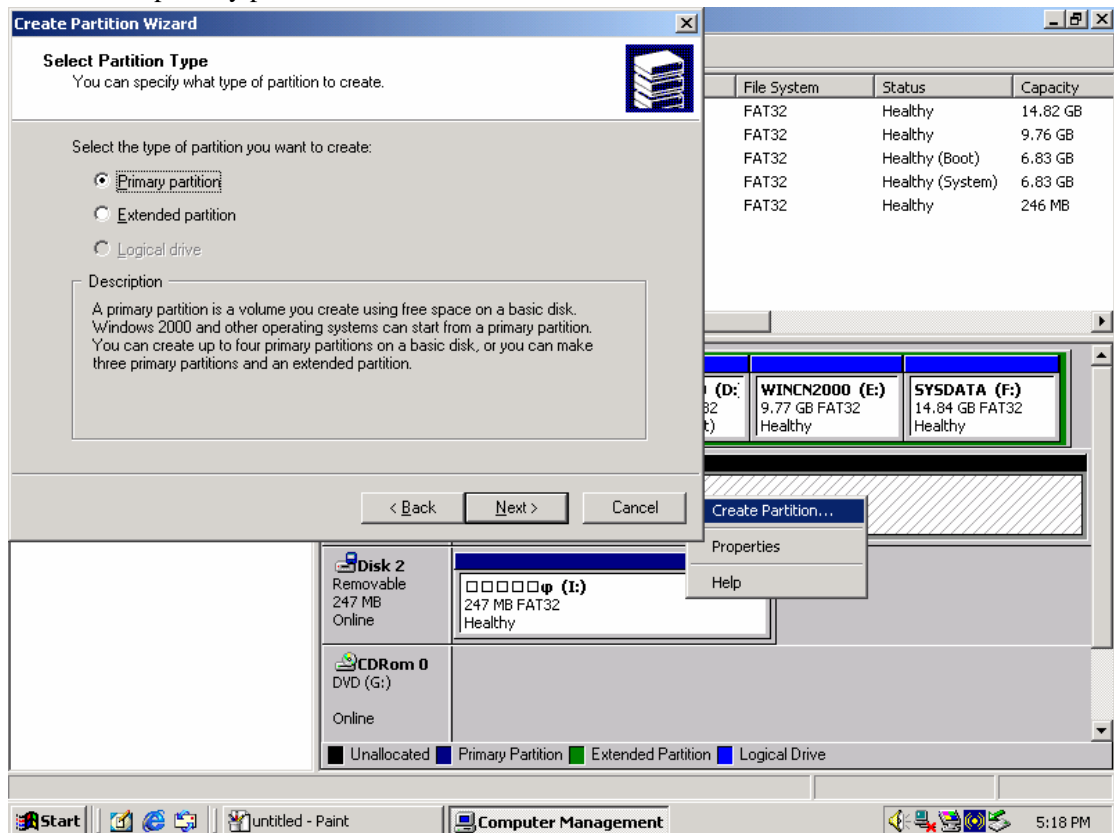 Create Partition Wizard
Select Partition Type
You can specify what type of partition to create.
Select the type of partition you want to create:
Primary partition
Extended partition
Logical drive
Description
A primary partition is a volume you create using free space on a basic disk.
Windows 2000 and other operating systems can start from a primary partition.
You can create up to four primary partitions on a basic disk, or you can make
three primary partitions and an extended partition.
< Back
Next >
Cancel
File System Status Capacity
FAT32 Healthy 14.82 GB
FAT32 Healthy 9.76 GB
FAT32 Healthy (Boot) 6.83 GB
FAT32 Healthy (System) 6.83 GB
FAT32 Healthy 246 MB
(D:
WINCN2000 (E:)
9.77 GB FAT32
Healthy
SYSDATA (F:)
14.84 GB FAT32
Healthy
Create Partition...
Properties
Help
Disk 2
Removable
247 MB
Online
□□□□□φ (I:)
247 MB FAT32
Healthy
CDRom 0
DVD (G:)
Online
Unallocated Primary Partition Extended Partition Logical Drive
Start
untitled - Paint
Computer Management
5:18 PM